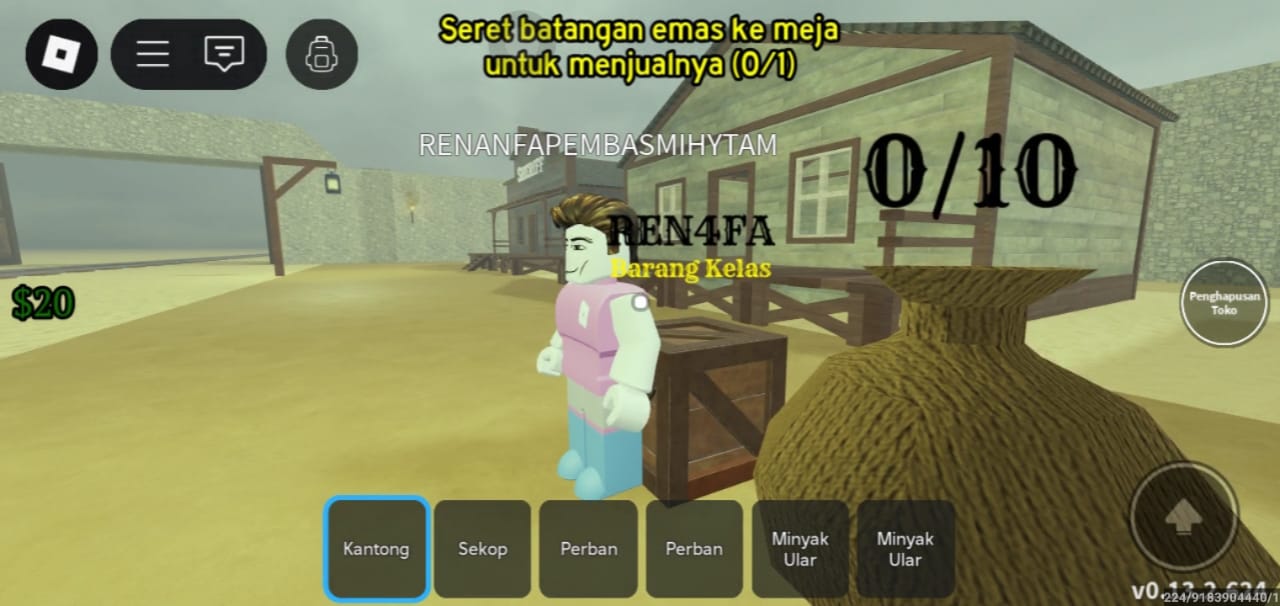 Seret batangan emas ke meja
untuk menjualnya (0/1)
RENANFAPEMBASMIHYTAM
SHERIFF
0/10
REN4FA
Barang Kelas
$20
Penghapusan
Toko
Kantong
Sekop
Perban
Perban
Minyak
Ular
Minyak
Ular